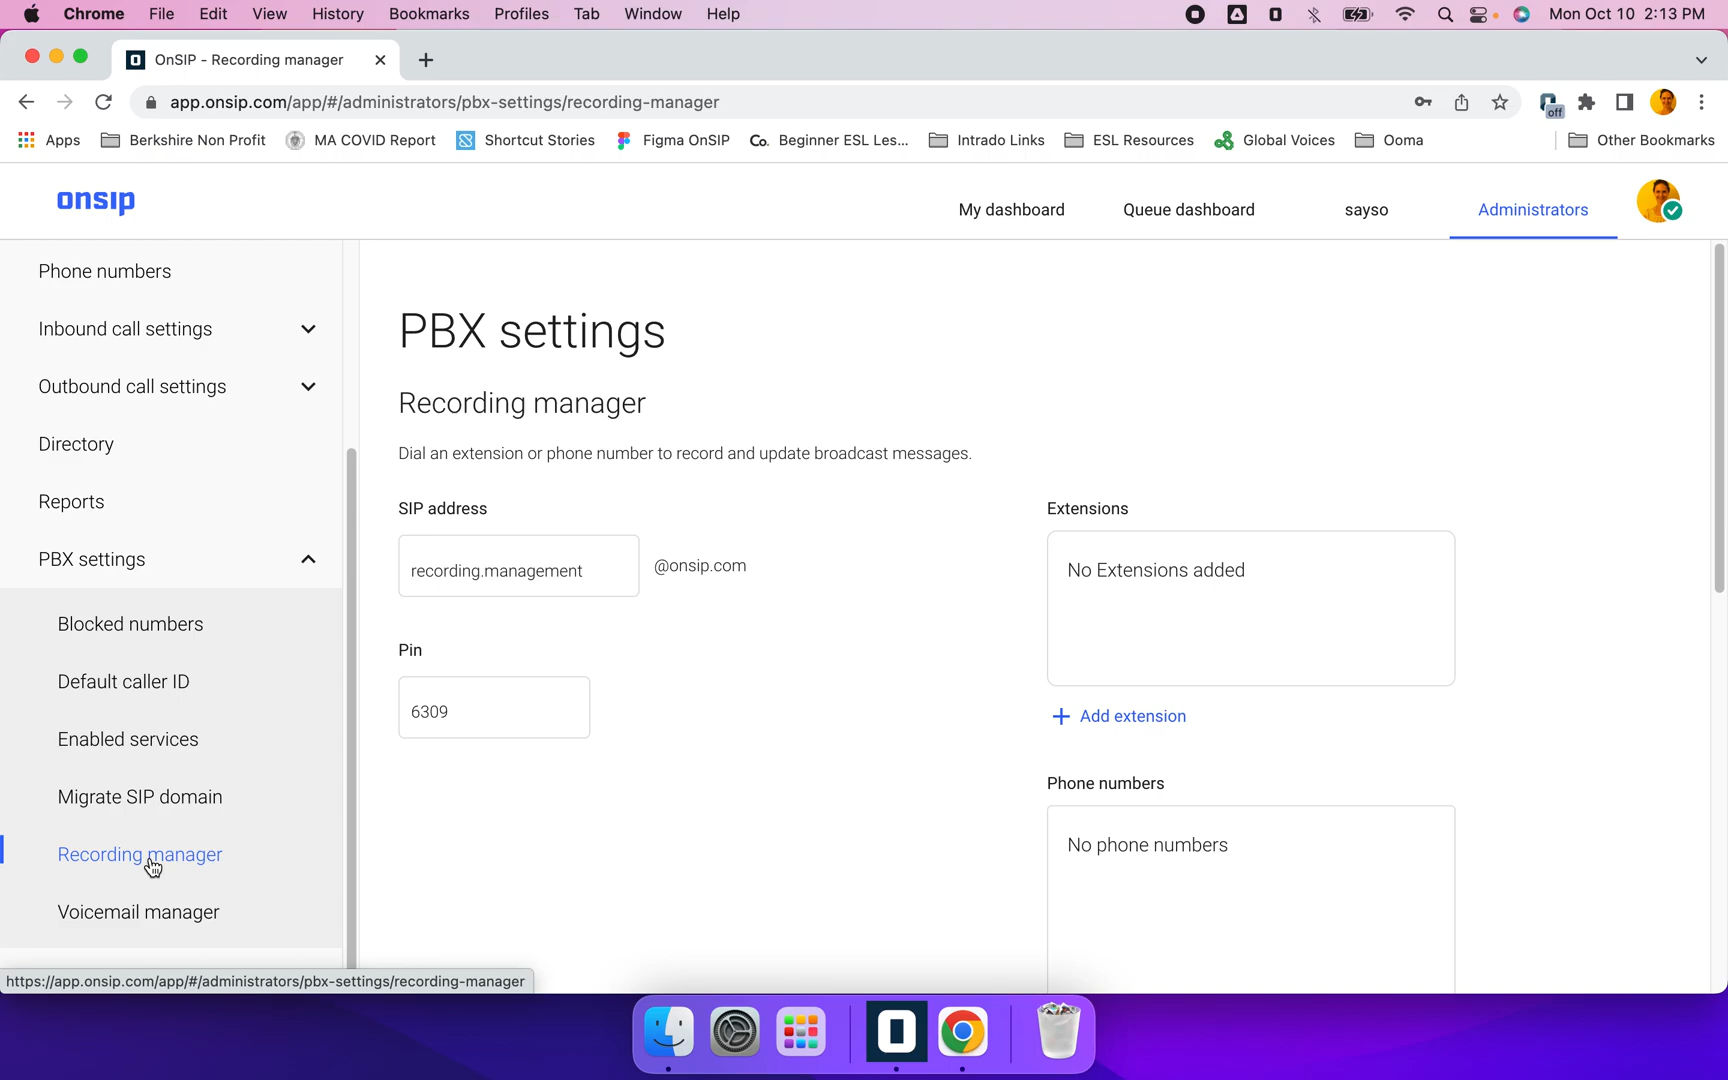 Chrome File Edit View History Bookmarks Profiles Tab Window Help Mon Oct 10 2:13 PM
OnSIP - Recording manager
app.onsip.com/app/#/administrators/pbx-settings/recording-manager
off
Apps Berkshire Non Profit MA COVID Report Shortcut Stories Figma OnSIP Co. Beginner ESL Les... Intrado Links ESL Resources Global Voices Ooma Other Bookmarks
onsip
My dashboard Queue dashboard sayso Administrators
Phone numbers
Inbound call settings
Outbound call settings
Directory
Reports
PBX settings
Blocked numbers
Default caller ID
Enabled services
Migrate SIP domain
Recording manager
Voicemail manager
PBX settings
Recording manager
Dial an extension or phone number to record and update broadcast messages.
SIP address
recording.management @onsip.com
Pin
6309
Extensions
No Extensions added
+ Add extension
Phone numbers
No phone numbers
https://app.onsip.com/app/#/administrators/pbx-settings/recording-manager